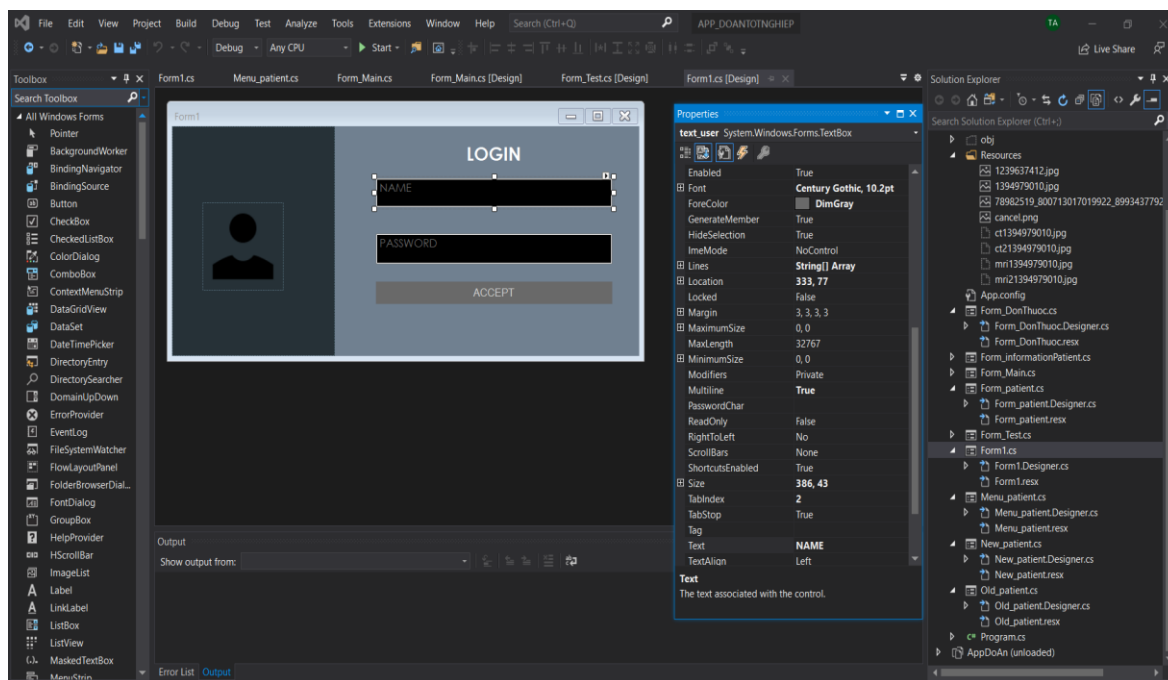 File Edit View Project Build Debug Test Analyze Tools Extensions Window Help Search (Ctrl+Q) APP_DOANTOTNGHIEP TA
Debug Any CPU Start Live Share
Toolbox
Search Toolbox
All Windows Forms
Pointer
BackgroundWorker
BindingNavigator
BindingSource
Button
CheckBox
CheckedListBox
ColorDialog
ComboBox
ContextMenuStrip
DataGridView
DataSet
DateTimePicker
DirectoryEntry
DirectorySearcher
DomainUpDown
ErrorProvider
EventLog
FileSystemWatcher
FlowLayoutPanel
FolderBrowserDial...
FontDialog
GroupBox
HelpProvider
HScrollBar
ImageList
Label
LinkLabel
ListBox
ListView
MaskedTextBox
MenuStrip
Form1.cs Menu_patient.cs Form_Main.cs Form_Main.cs [Design] Form_Test.cs [Design] Form1.cs [Design]
Form1
LOGIN
NAME
PASSWORD
ACCEPT
Output
Show output from:
Error List Output
Properties
text_user System.Windows.Forms.TextBox
Enabled True
Font Century Gothic, 10.2pt
ForeColor DimGray
GenerateMember True
HideSelection True
ImeMode NoControl
Lines String[] Array
Location 333, 77
Locked False
Margin 3, 3, 3, 3
MaximumSize 0, 0
MaxLength 32767
MinimumSize 0, 0
Modifiers Private
Multiline True
PasswordChar
ReadOnly False
RightToLeft No
ScrollBars None
ShortcutsEnabled True
Size 386, 43
TabIndex 2
TabStop True
Tag
Text NAME
TextAlign Left
Text
The text associated with the control.
Solution Explorer
Search Solution Explorer (Ctrl+;)
obj
Resources
1239637412.jpg
1394979010.jpg
78982519_800713017019922_8993437792
cancel.png
ct1394979010.jpg
ct21394979010.jpg
mri1394979010.jpg
mri21394979010.jpg
App.config
Form_DonThuoc.cs
Form_DonThuoc.Designer.cs
Form_DonThuoc.resx
Form_informationPatient.cs
Form_Main.cs
Form_patient.cs
Form_patient.Designer.cs
Form_patient.resx
Form_Test.cs
Form1.cs
Form1.Designer.cs
Form1.resx
Menu_patient.cs
Menu_patient.Designer.cs
Menu_patient.resx
New_patient.cs
New_patient.Designer.cs
New_patient.resx
Old_patient.cs
Old_patient.Designer.cs
Old_patient.resx
C# Program.cs
AppDoAn (unloaded)